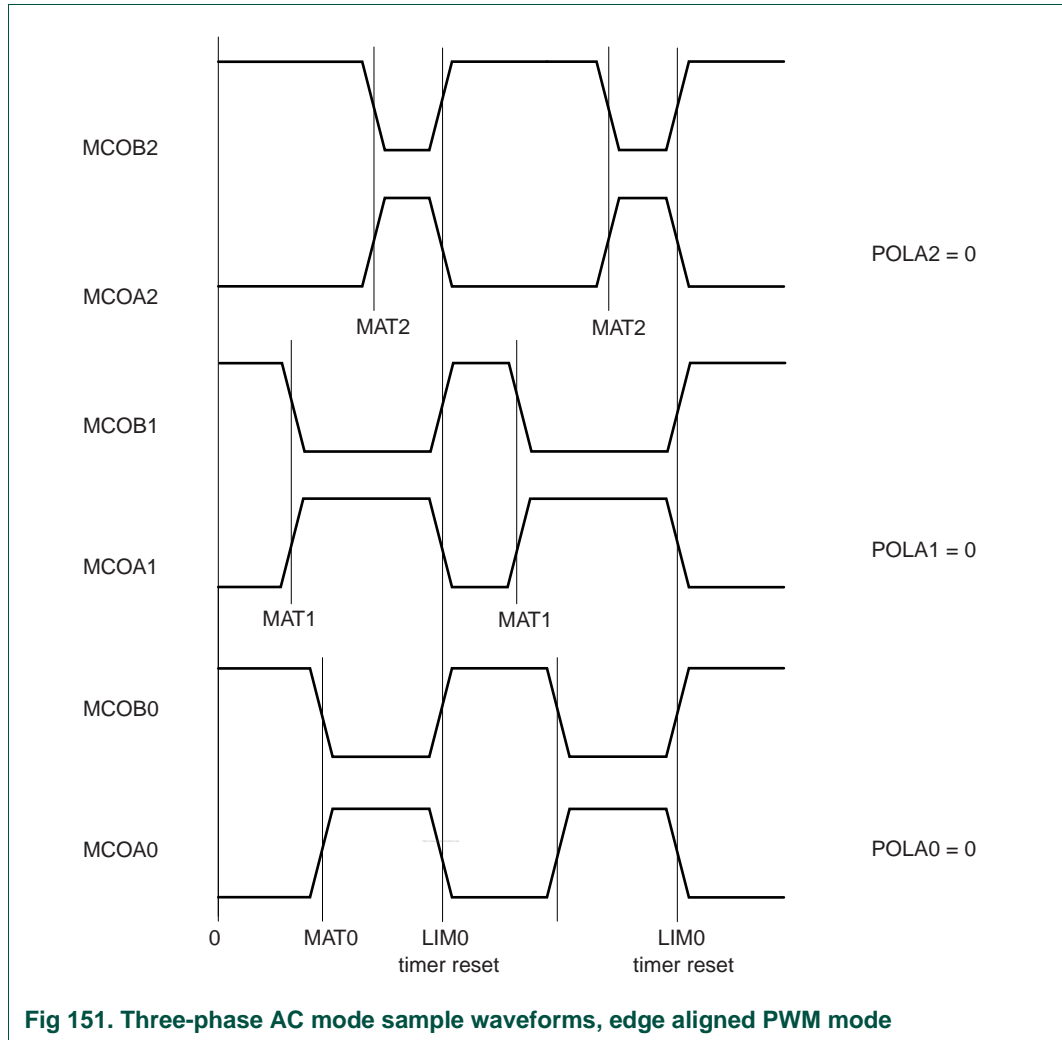 MCOB2
POLA2 = 0
MCOA2
MAT2 MAT2
MCOB1
MCOA1
POLA1 = 0
MAT1 MAT1
MCOB0
MCOA0
POLA0 = 0
0 MAT0 LIM0 LIM0
timer reset timer reset
Fig 151. Three-phase AC mode sample waveforms, edge aligned PWM mode